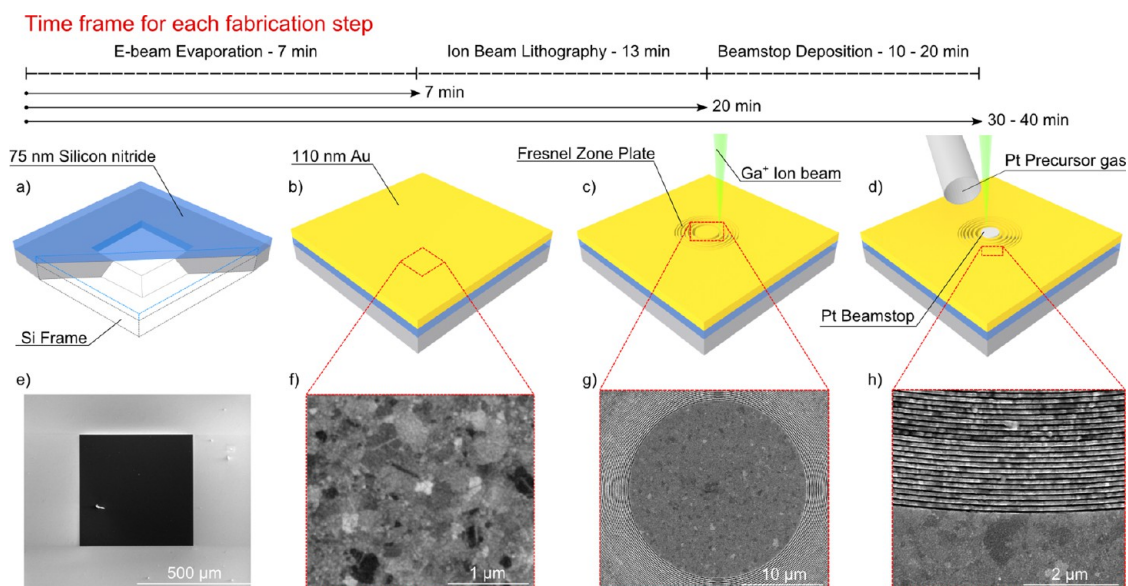 Time frame for each fabrication step
E-beam Evaporation - 7 min
Ion Beam Lithography - 13 min
Beamstop Deposition - 10 - 20 min
7 min
20 min
30 - 40 min
75 nm Silicon nitride
a)
Si Frame
110 nm Au
b)
Fresnel Zone Plate
Ga⁺ Ion beam
c)
Pt Precursor gas
d)
Pt Beamstop
e)
500 µm
f)
1 µm
g)
10 µm
h)
2 µm